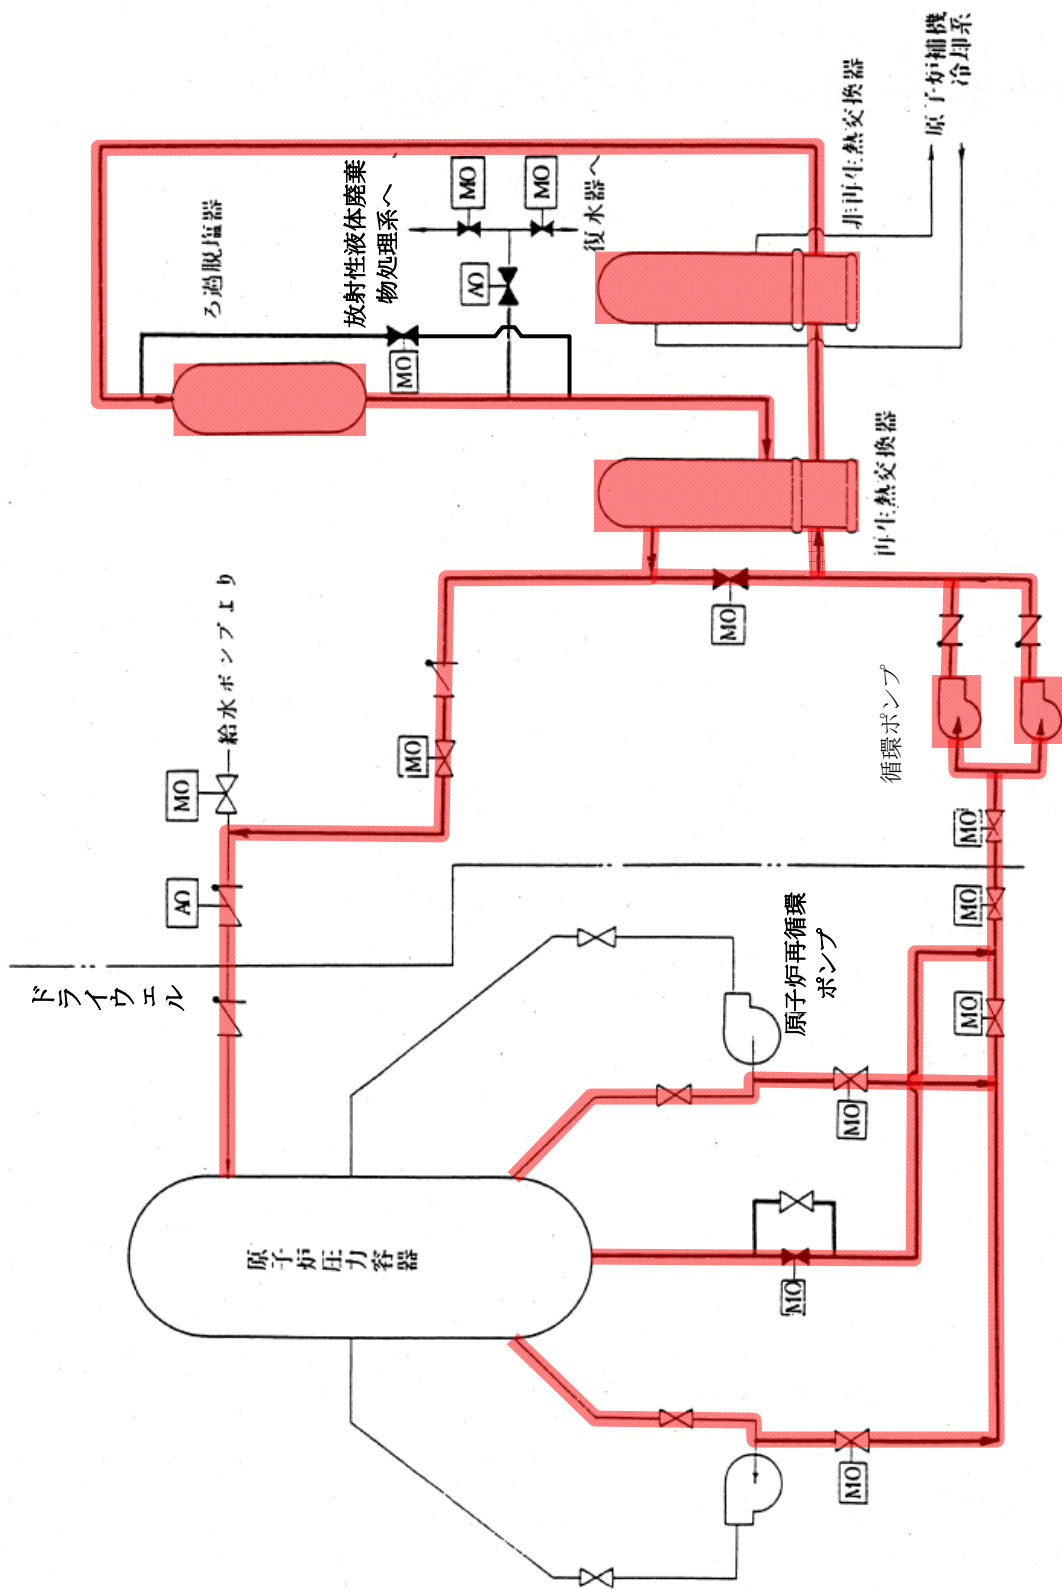 原子炉補機
冷却系
非再生熱交換器
放射性液体廃棄
物処理系へ
MO
MO
復水器へ
ろ過脱塩器
AO
MO
再生熱交換器
給水ポンプより
MO
MO
MO
循環ポンプ
MO
AO
MO
MO
ドライウェル
原子炉再循環
ポンプ
MO
MO
原子炉圧力容器
MO
MO